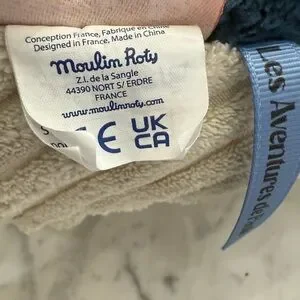 Conception France, Fabriqué en Chine
Designed in France, Made in China
Moulin Roty
Z.I. de la Sangle
44390 NORT S/ ERDRE
FRANCE
www.moulinroty.com
CE UK
CA
Les Aventures de